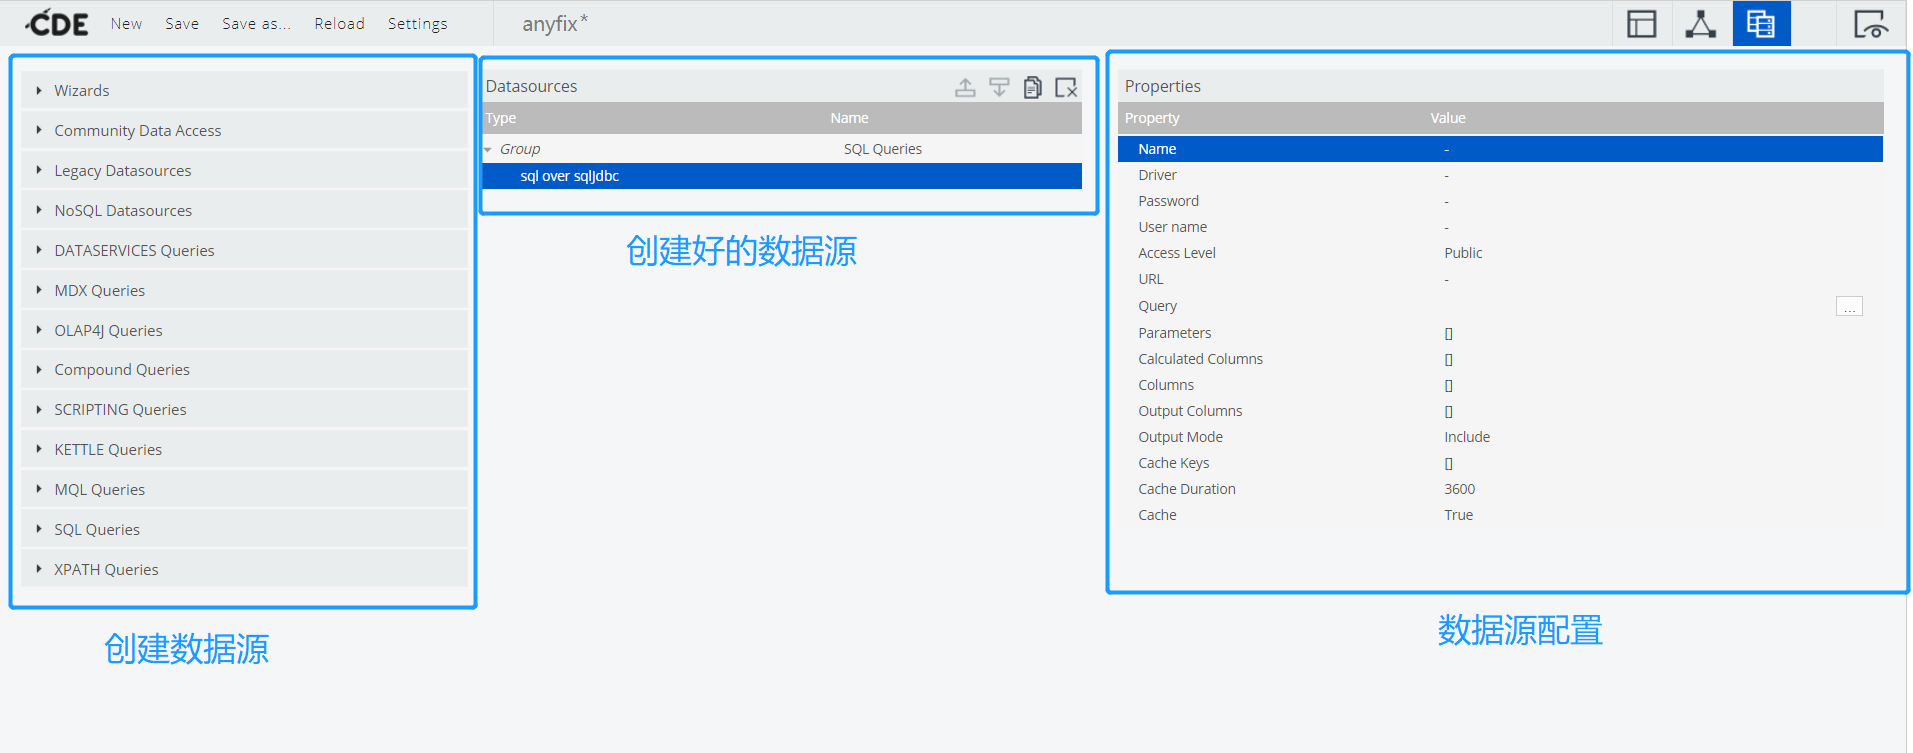 CDE New Save Save as... Reload Settings anyfix*
Wizards
Community Data Access
Legacy Datasources
NoSQL Datasources
DATASERVICES Queries
MDX Queries
OLAP4J Queries
Compound Queries
SCRIPTING Queries
KETTLE Queries
MQL Queries
SQL Queries
XPATH Queries
创建数据源
Datasources
Type Name
Group SQL Queries
sql over sqlJdbc
创建好的数据源
Properties
Property Value
Name -
Driver -
Password -
User name -
Access Level Public
URL -
Query ...
Parameters []
Calculated Columns []
Columns []
Output Columns []
Output Mode Include
Cache Keys []
Cache Duration 3600
Cache True
数据源配置